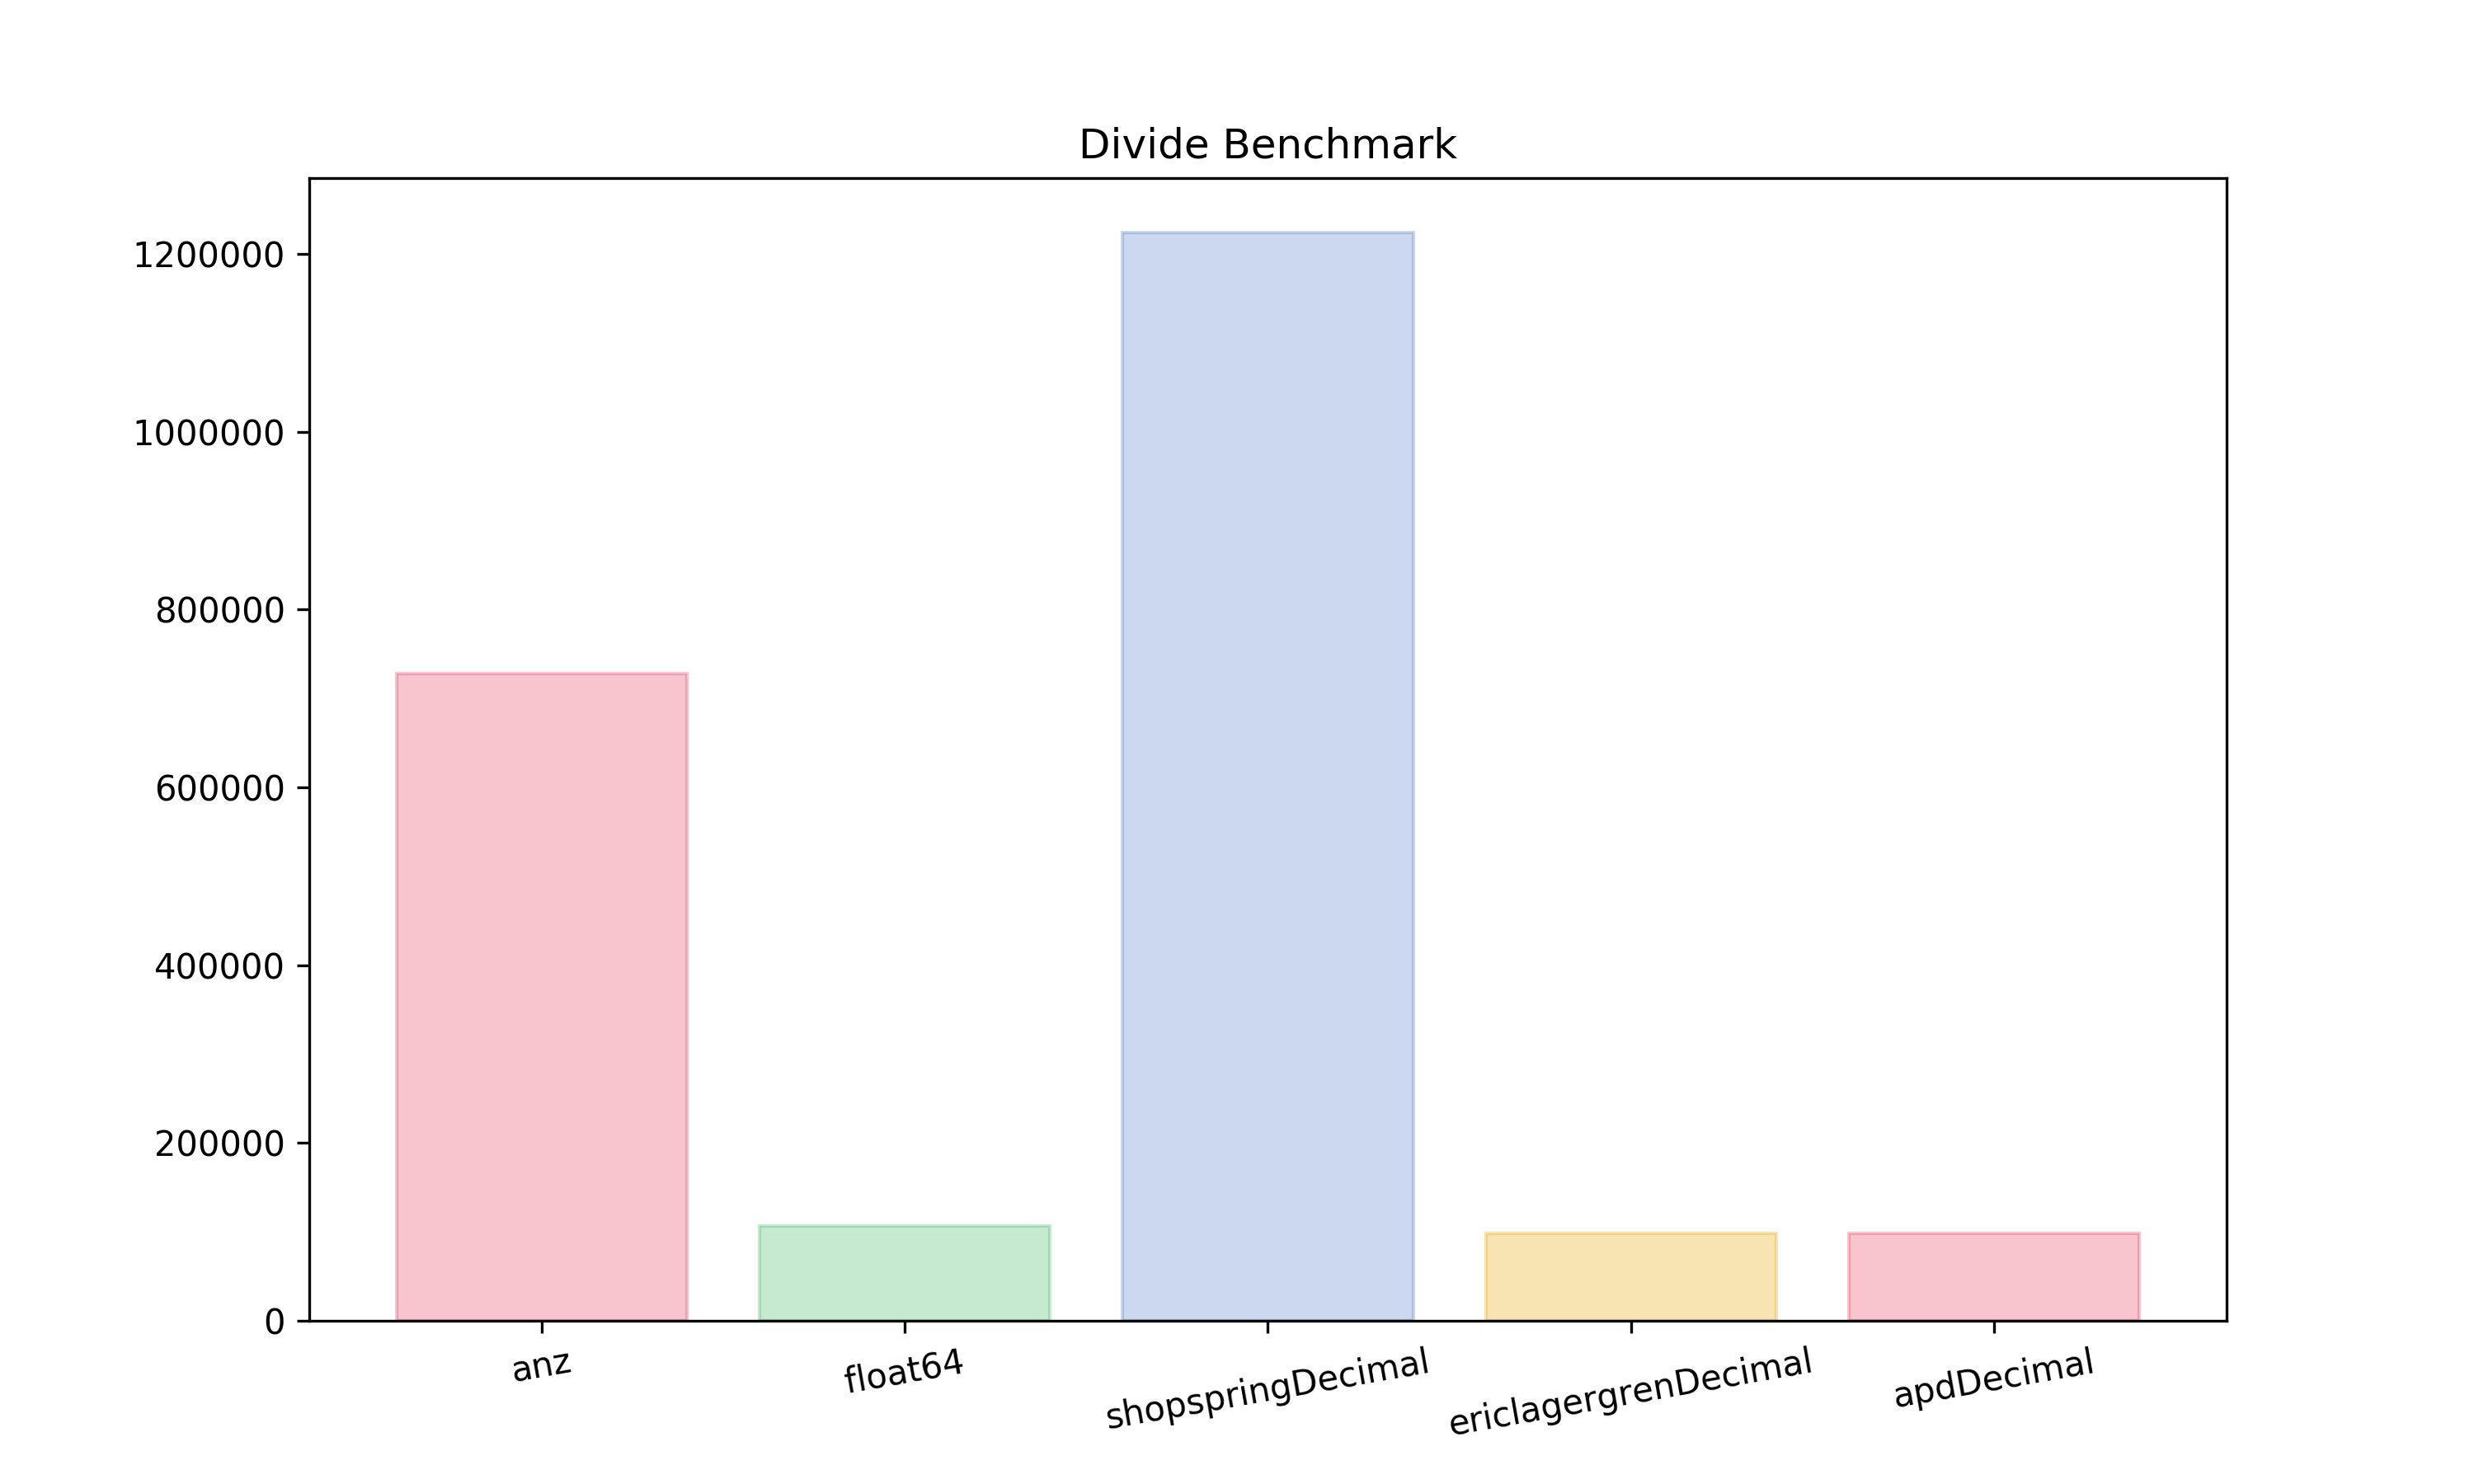 Divide Benchmark
1200000
1000000
800000
600000
400000
200000
0
anz
float64
shopspringDecimal
ericlagergrenDecimal
apdDecimal